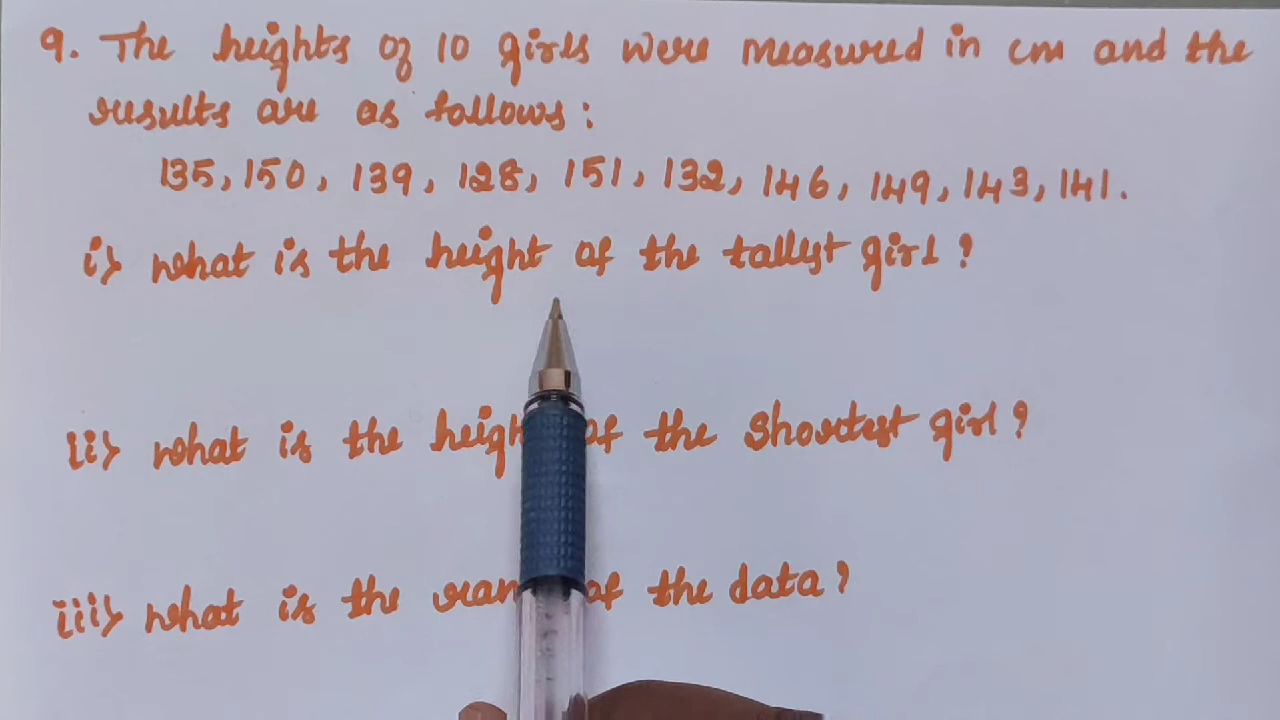 9. The heights of 10 girls were measured in cm and the
results are as follows:
135, 150, 139, 128, 151, 132, 146, 149, 143, 141.
i) what is the height of the tallest girl?
ii) what is the of the shortest girl?
iii) what is the of the data?